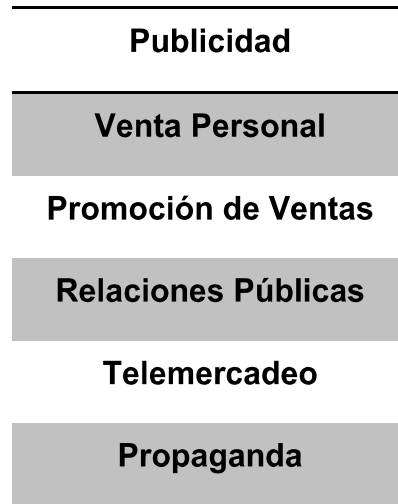 Publicidad
Venta Personal
Promoción de Ventas
Relaciones Públicas
Telemercadeo
Propaganda